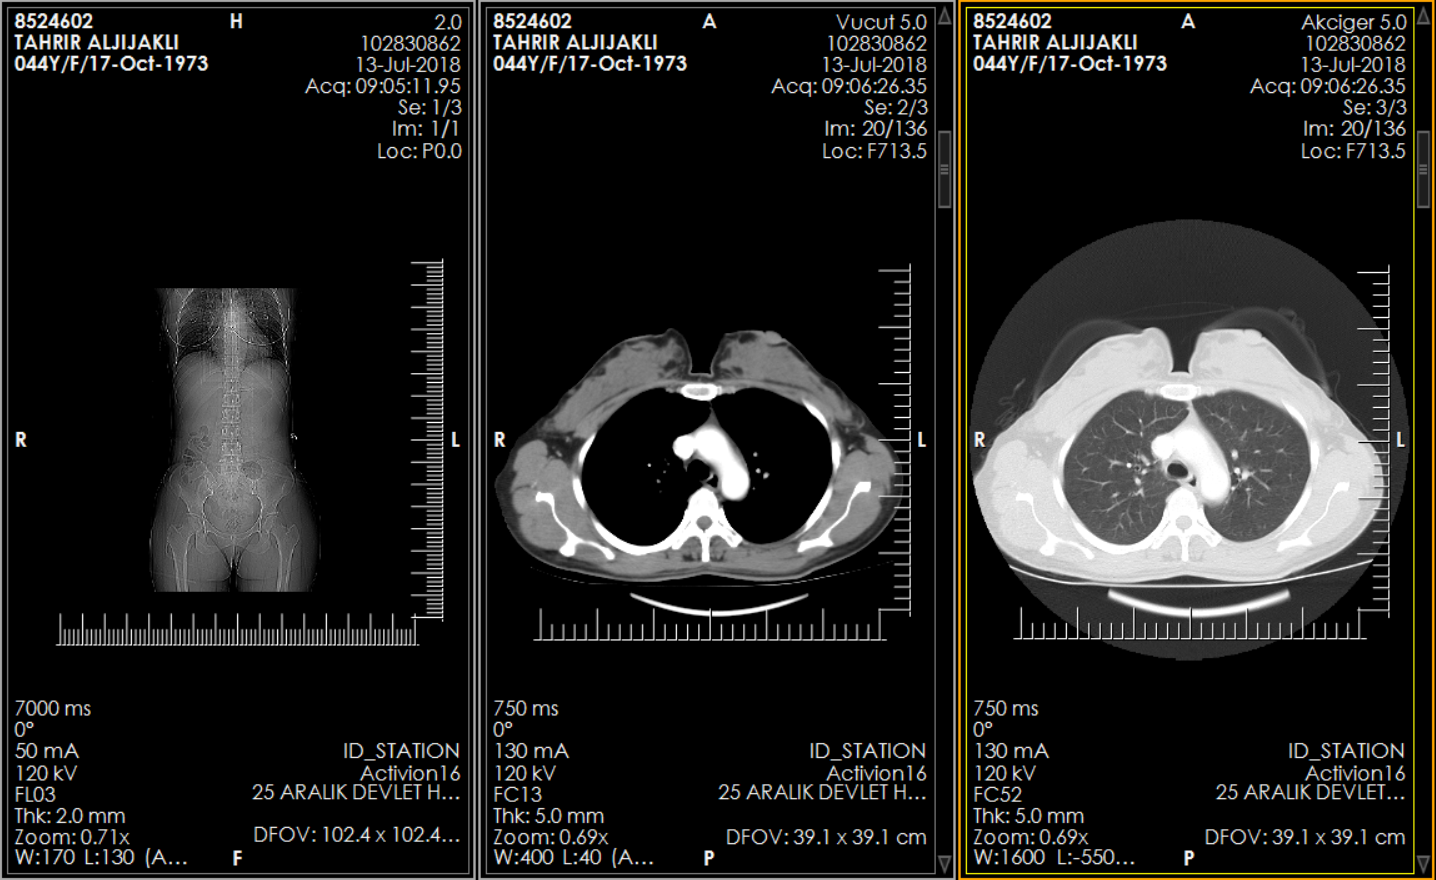 8524602
H
2.0
TAHRIR ALJIJAKLI
102830862
044Y/F/17-Oct-1973
13-Jul-2018
Acq: 09:05:11.95
Se: 1/3
Im: 1/1
Loc: P0.0
R
L
7000 ms
0°
50 mA
ID_STATION
120 kV
Activion16
FL03
25 ARALIK DEVLET H...
Thk: 2.0 mm
Zoom: 0.71x
DFOV: 102.4 x 102.4...
W:170 L:130 (A...
F
8524602
A
Vucut 5.0
TAHRIR ALJIJAKLI
102830862
044Y/F/17-Oct-1973
13-Jul-2018
Acq: 09:06:26.35
Se: 2/3
Im: 20/136
Loc: F713.5
R
L
750 ms
0°
130 mA
ID_STATION
120 kV
Activion16
FC13
25 ARALIK DEVLET H...
Thk: 5.0 mm
Zoom: 0.69x
DFOV: 39.1 x 39.1 cm
W:400 L:40 (A...
P
8524602
A
Akciger 5.0
TAHRIR ALJIJAKLI
102830862
044Y/F/17-Oct-1973
13-Jul-2018
Acq: 09:06:26.35
Se: 3/3
Im: 20/136
Loc: F713.5
R
L
750 ms
0°
130 mA
ID_STATION
120 kV
Activion16
FC52
25 ARALIK DEVLET...
Thk: 5.0 mm
Zoom: 0.69x
DFOV: 39.1 x 39.1 cm
W:1600 L:-550...
P